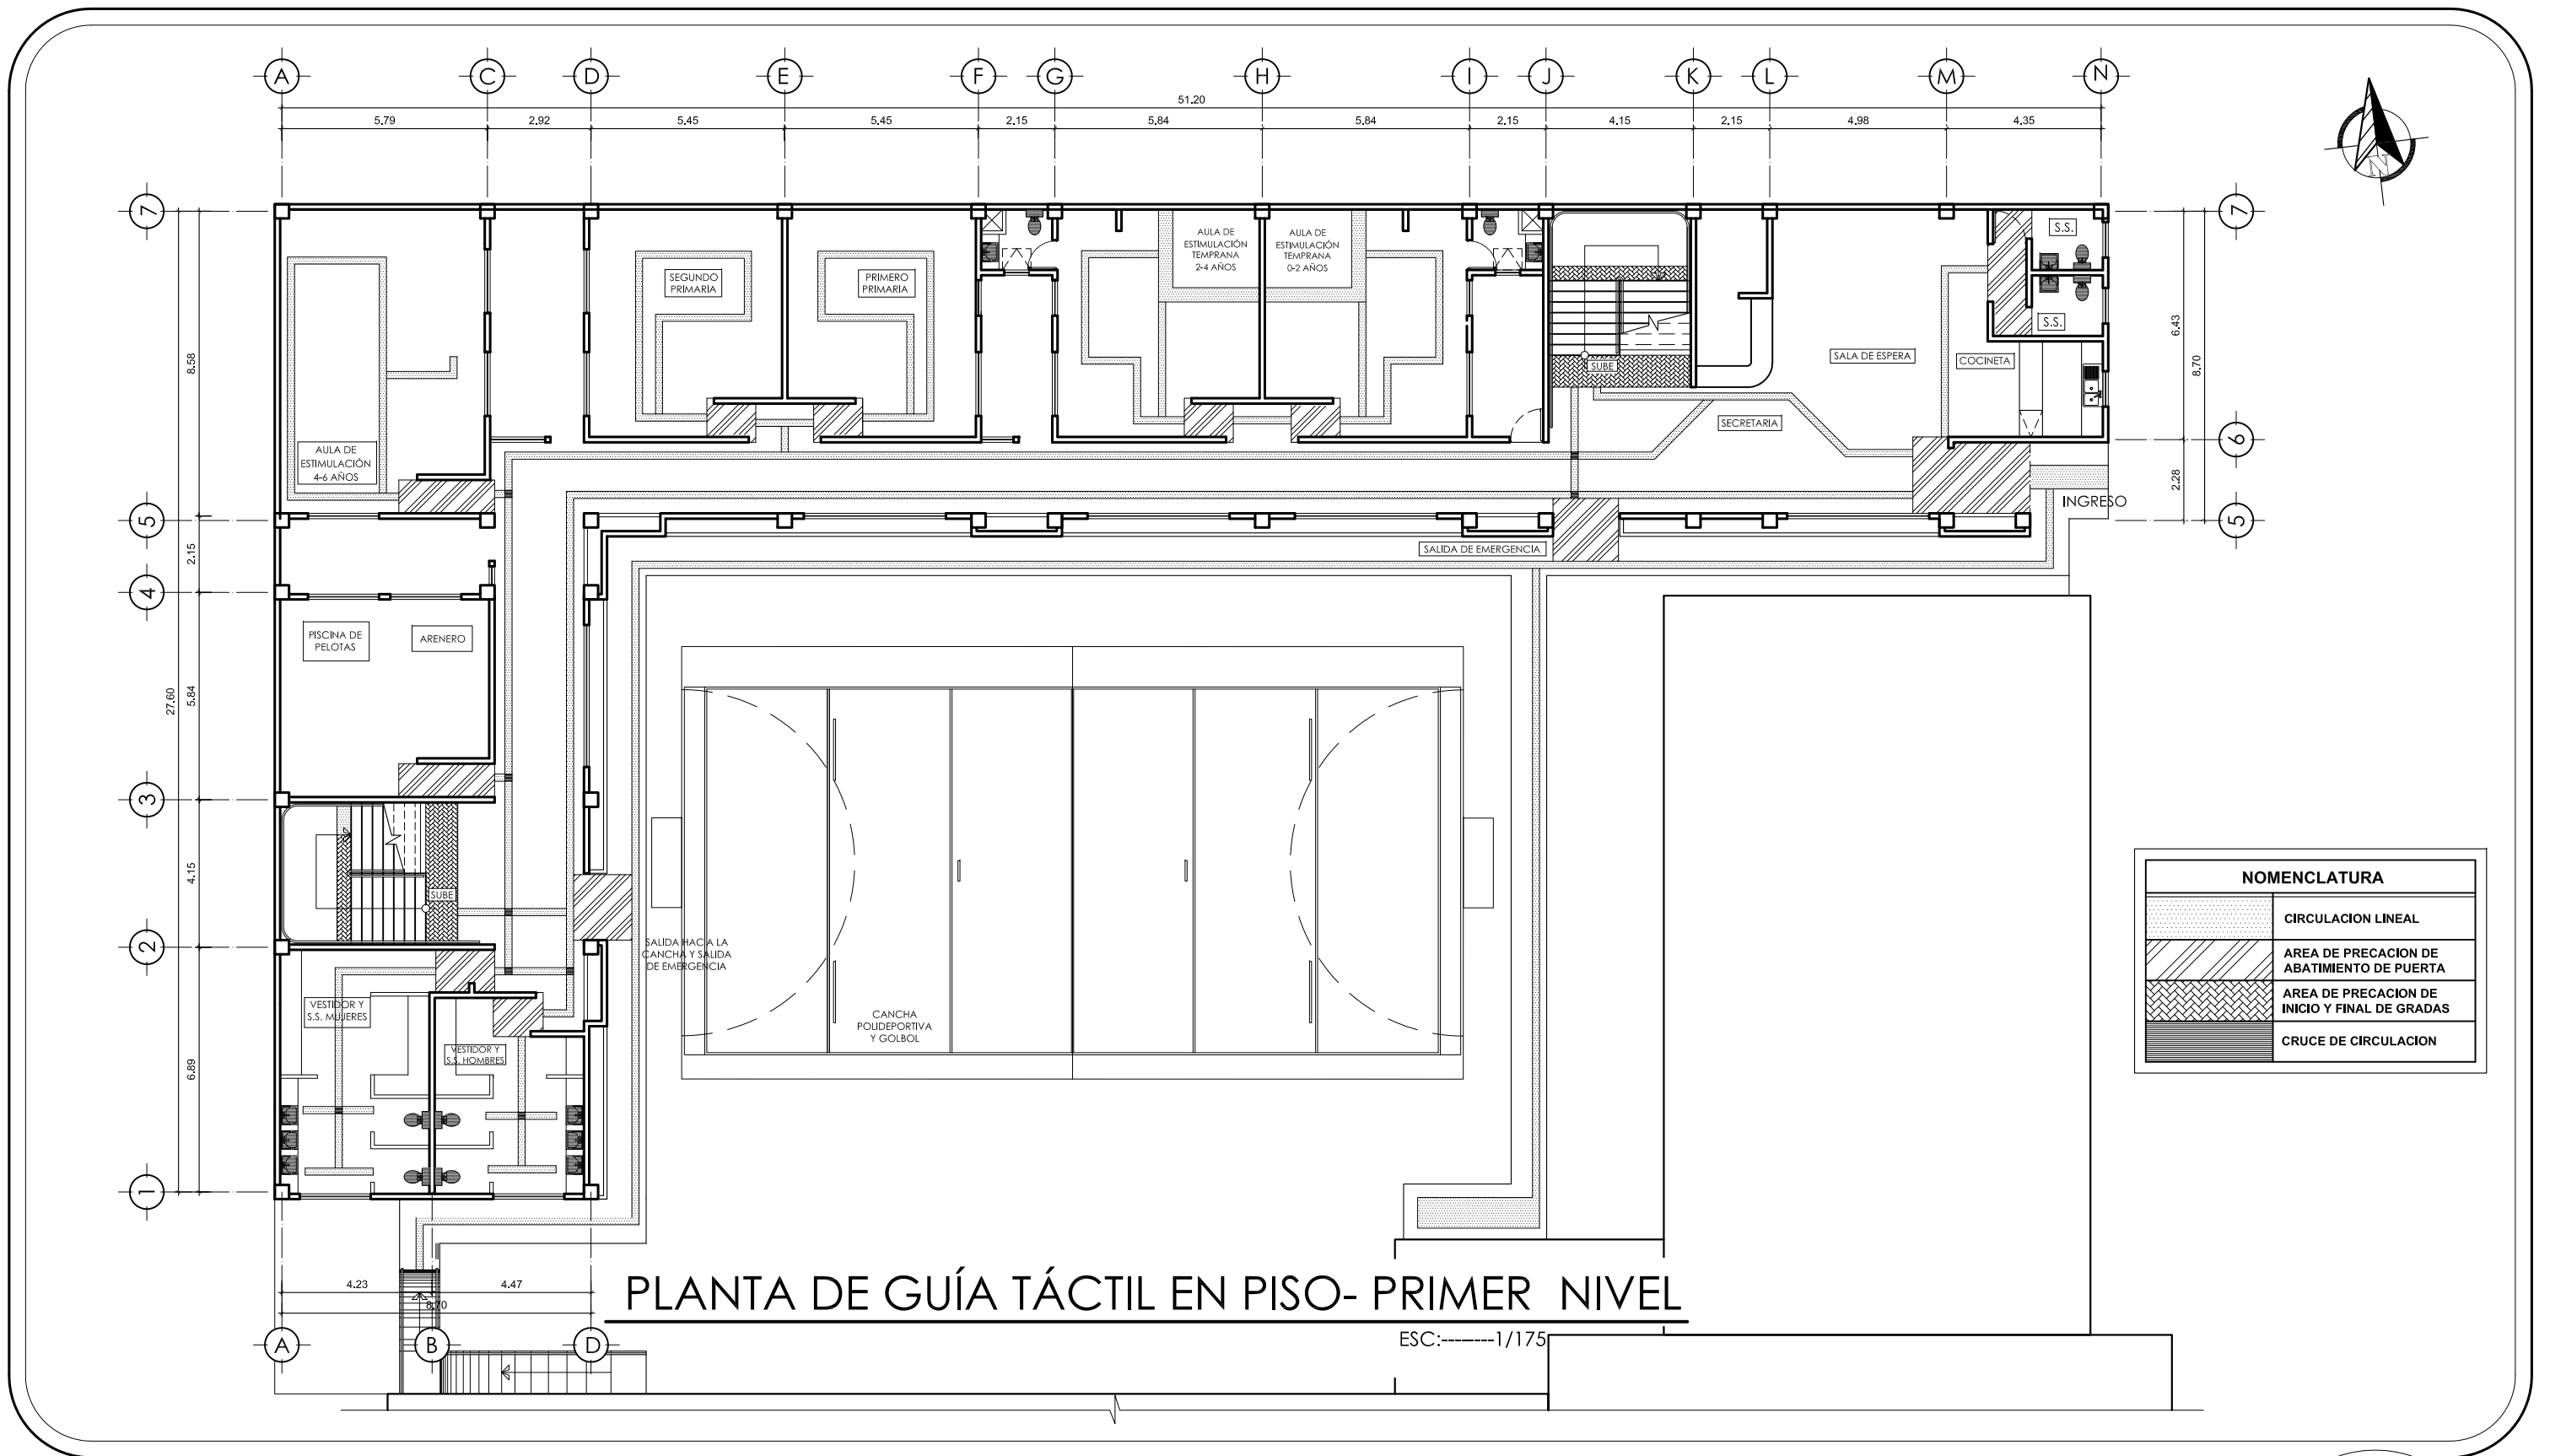 A C D E F G H I J K L M N
51.20
5.79 2.92 5.45 5.45 2.15 5.84 5.84 2.15 4.15 2.15 4.98 4.35
N
7 7
6
5 5
4
3
2
1
8.58
2.15
5.84
4.15
6.89
27.60
6.43
2.28
8.70
AULA DE
ESTIMULACIÓN
4-6 AÑOS
SEGUNDO
PRIMARIA
PRIMERO
PRIMARIA
AULA DE
ESTIMULACIÓN
TEMPRANA
2-4 AÑOS
AULA DE
ESTIMULACIÓN
TEMPRANA
0-2 AÑOS
SUBE
SECRETARIA
SALA DE ESPERA
COCINETA
S.S.
S.S.
INGRESO
SALIDA DE EMERGENCIA
PISCINA DE
PELOTAS
ARENERO
SUBE
SALIDA HACIA LA
CANCHA Y SALIDA
DE EMERGENCIA
VESTIDOR Y
S.S. MUJERES
VESTIDOR Y
S.S. HOMBRES
CANCHA
POLIDEPORTIVA
Y GOLBOL
NOMENCLATURA
CIRCULACION LINEAL
AREA DE PRECACION DE
ABATIMIENTO DE PUERTA
AREA DE PRECACION DE
INICIO Y FINAL DE GRADAS
CRUCE DE CIRCULACION
4.23 4.47
8.70
A B D
PLANTA DE GUÍA TÁCTIL EN PISO- PRIMER NIVEL
ESC:--------1/175